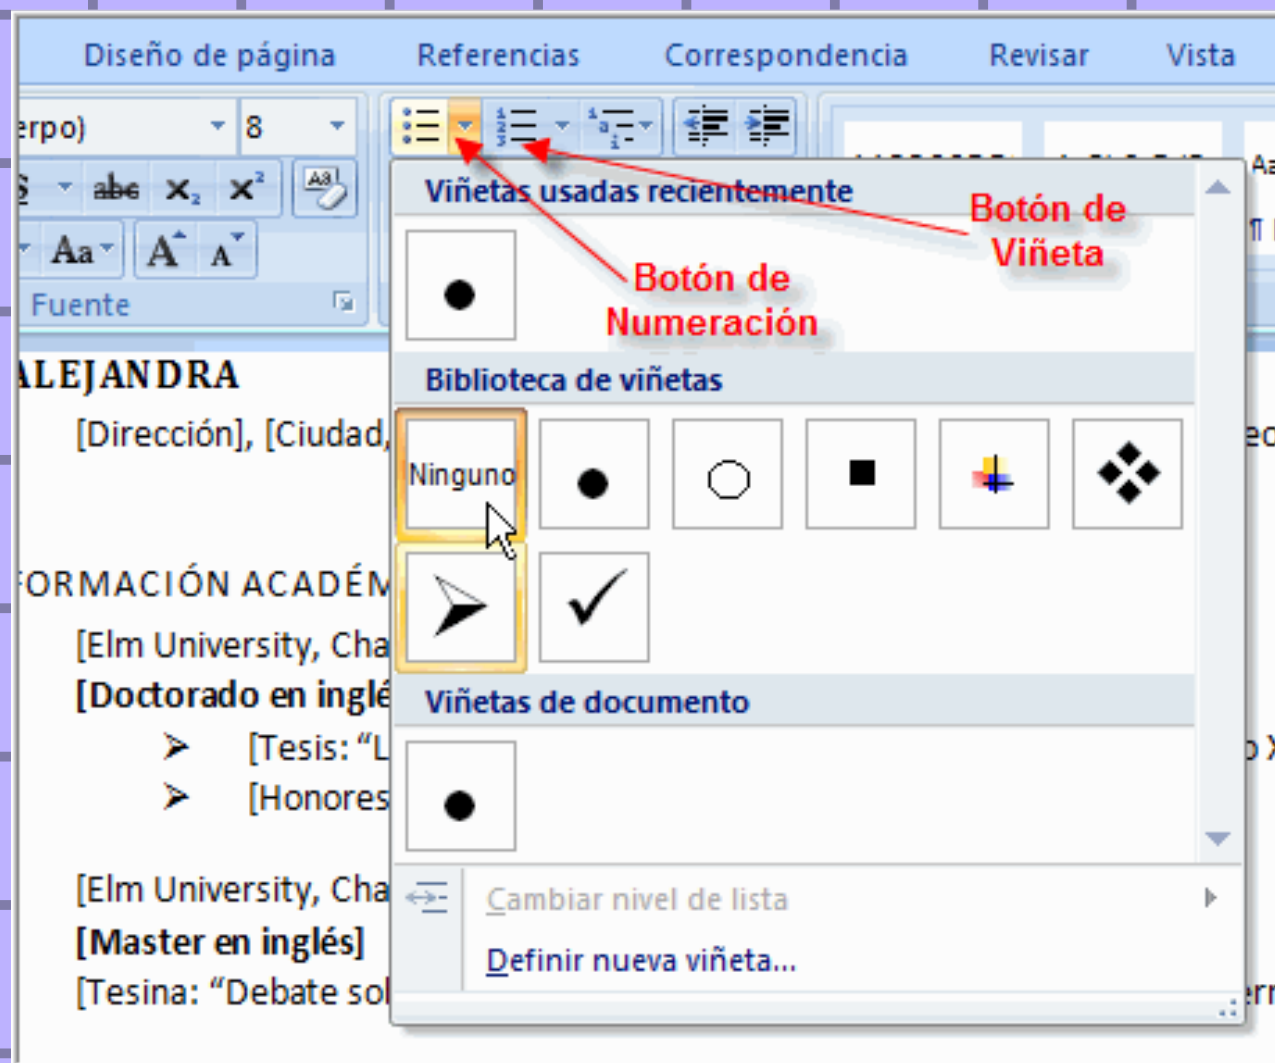 Diseño de página Referencias Correspondencia Revisar Vista
erpo) 8
abc X₂ X² Aa
Aa A A
Fuente
Viñetas usadas recientemente
Botón de
Viñeta
Botón de
Numeración
Biblioteca de viñetas
Ninguno
Viñetas de documento
Cambiar nivel de lista
Definir nueva viñeta...
ALEJANDRA
[Dirección], [Ciudad,
FORMACIÓN ACADÉM
[Elm University, Cha
[Doctorado en inglé
[Tesis: “L
[Honores
[Elm University, Cha
[Master en inglés]
[Tesina: “Debate sol